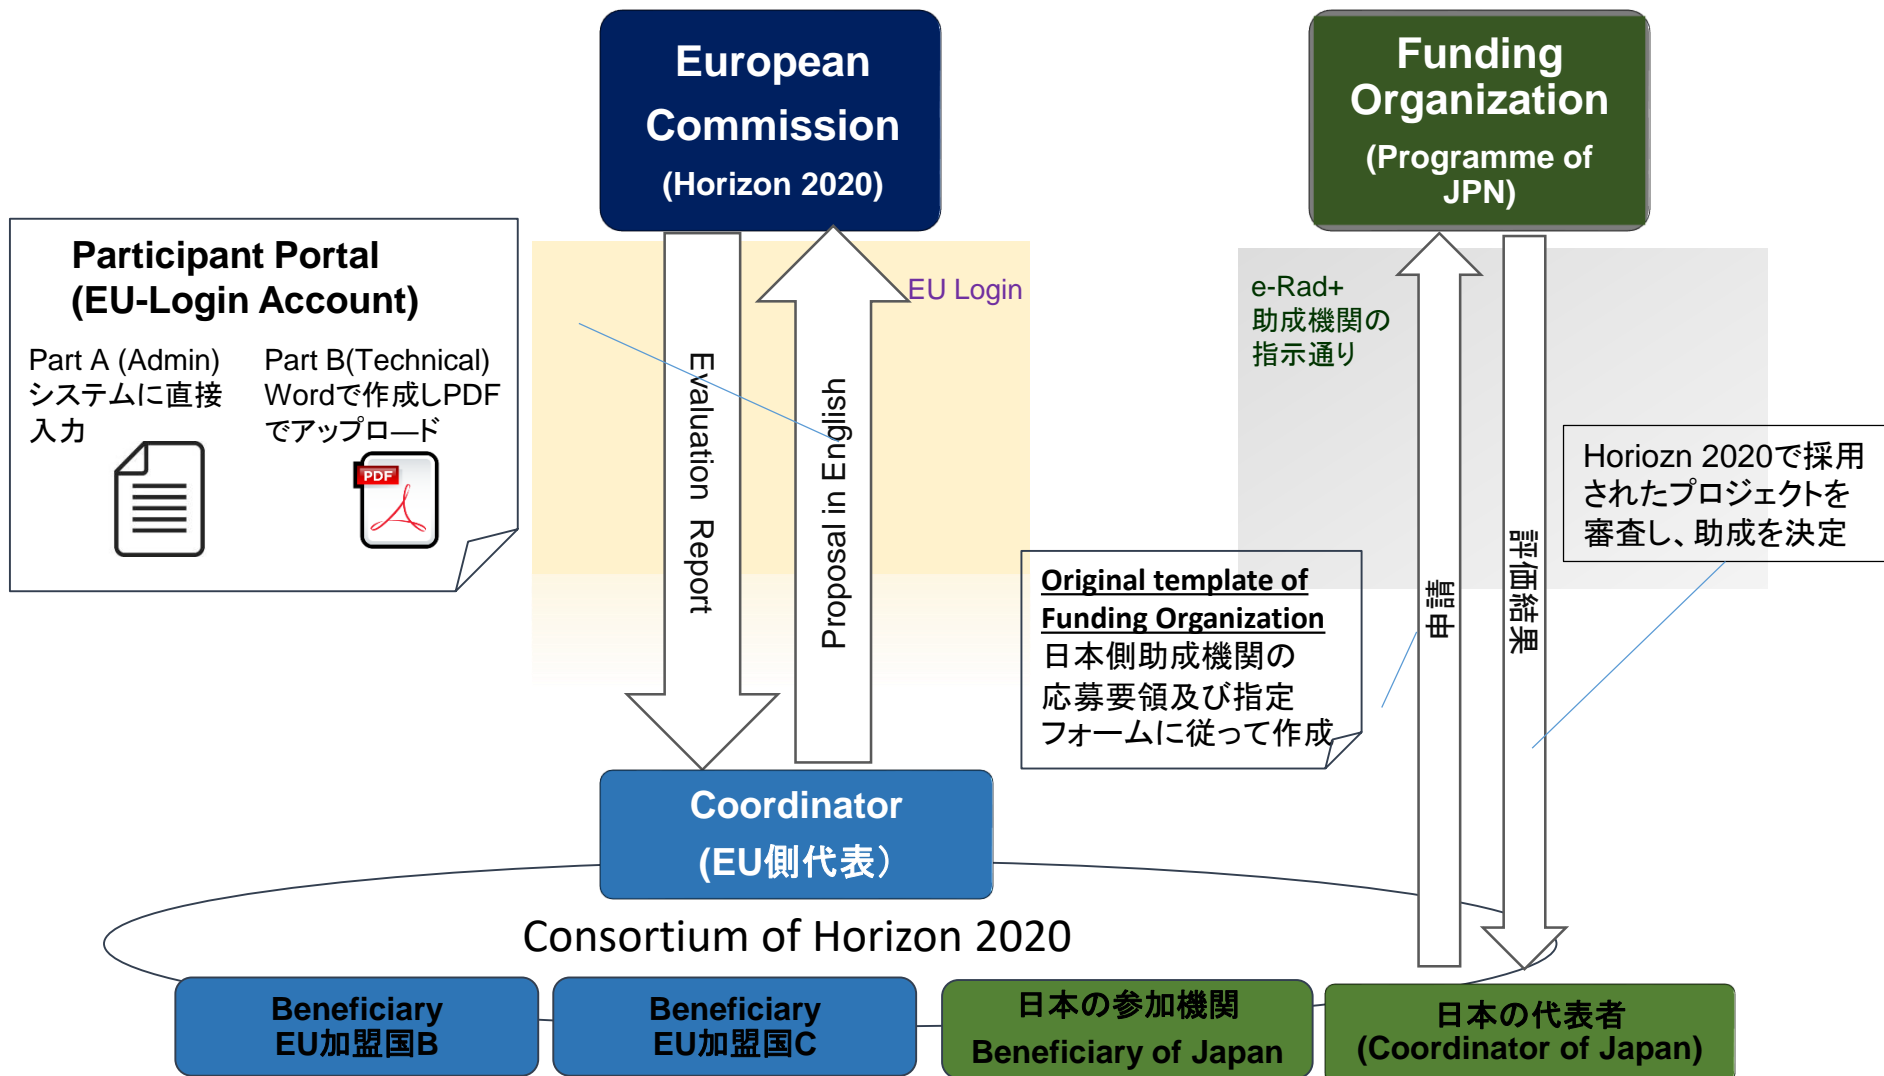 European
Commission
(Horizon 2020)
Funding
Organization
(Programme of
JPN)
Participant Portal
(EU-Login Account)
Part A (Admin)
システムに直接
入力
Part B(Technical)
Wordで作成しPDF
でアップロ―ド
PDF
EU Login
Evaluation Report
Proposal in English
e-Rad+
助成機関の
指示通り
Horiozn 2020で採用
されたプロジェクトを
審査し、助成を決定
Original template of
Funding Organization
日本側助成機関の
応募要領及び指定
フォームに従って作成
申請
評価結果
Coordinator
(EU側代表）
Consortium of Horizon 2020
Beneficiary
EU加盟国B
Beneficiary
EU加盟国C
日本の参加機関
Beneficiary of Japan
日本の代表者
(Coordinator of Japan)